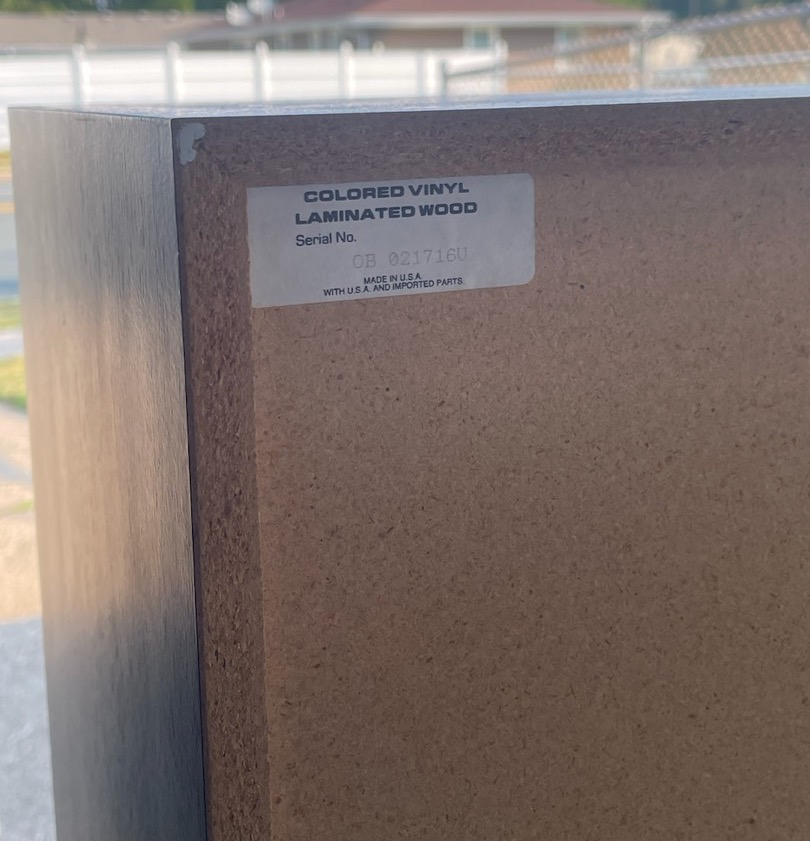 COLORED VINYL
LAMINATED WOOD
Serial No.
OB 021716U
MADE IN U.S.A.
WITH U.S.A. AND IMPORTED PARTS.